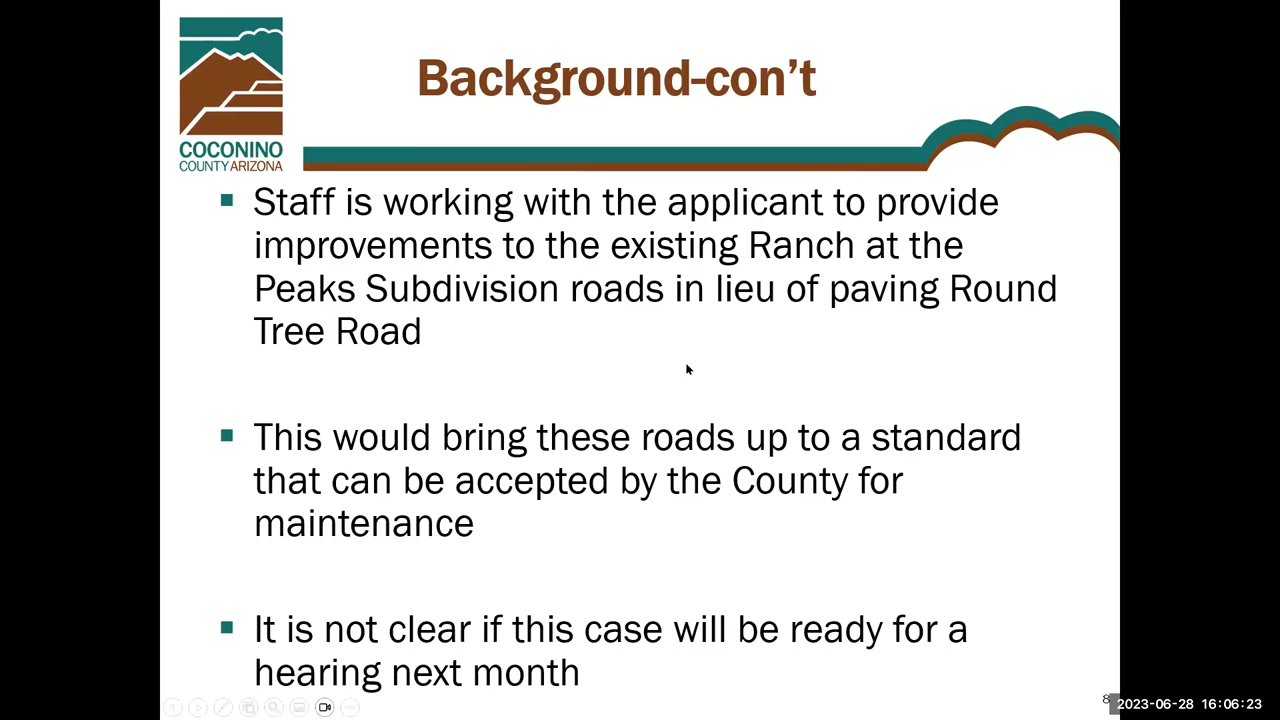 Background-con’t
COCONINO
COUNTY ARIZONA
Staff is working with the applicant to provide
improvements to the existing Ranch at the
Peaks Subdivision roads in lieu of paving Round
Tree Road
This would bring these roads up to a standard
that can be accepted by the County for
maintenance
It is not clear if this case will be ready for a
hearing next month
8
2023-06-28 16:06:23